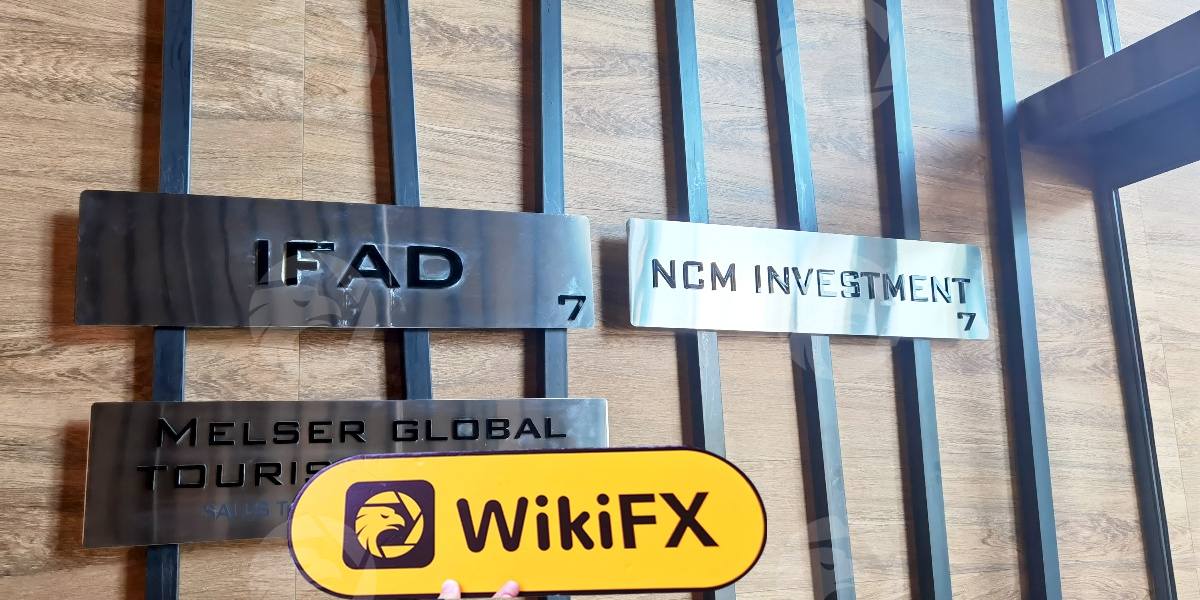 IFAD
7
NCM INVESTMENT
7
MELSER GLOBAL
WikiFX